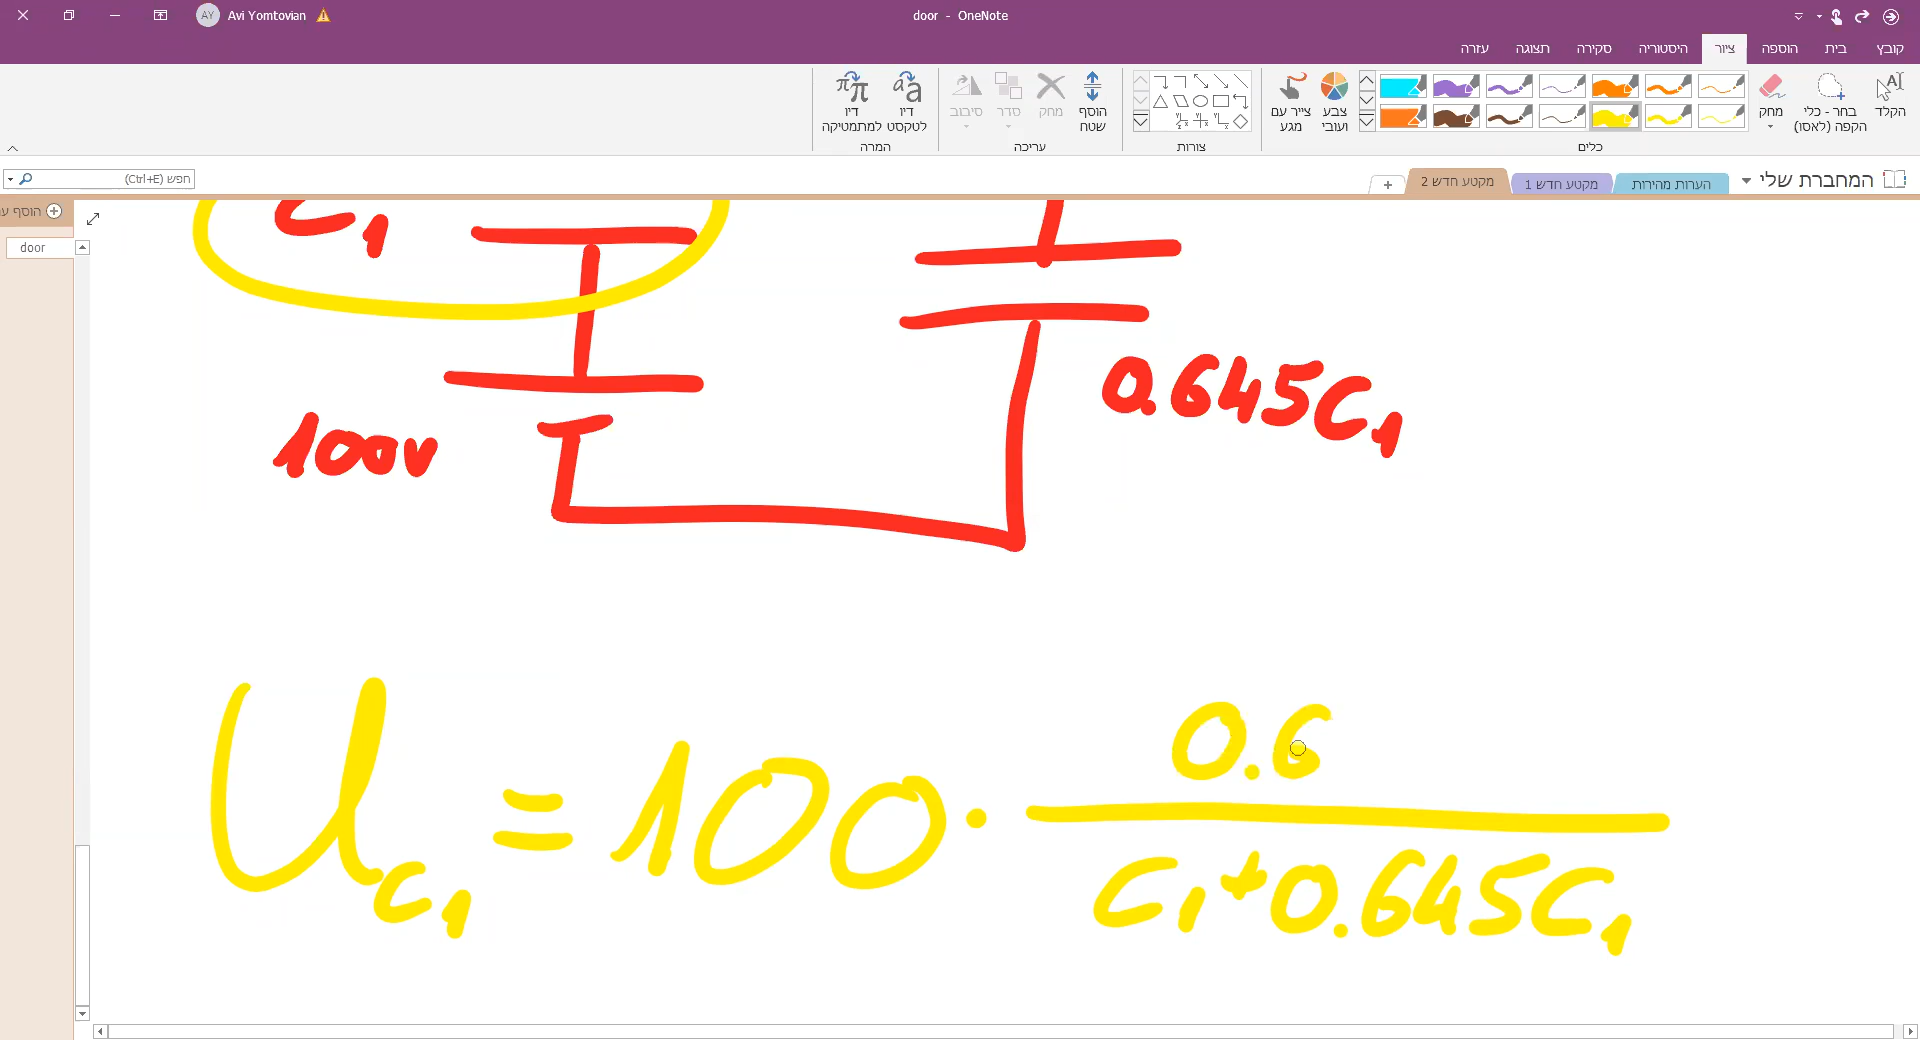 AY Avi Yomtovian door - OneNote
קובץ בית הוספה ציור היסטוריה סקירה תצוגה עזרה
הקלד
בחר - כלי הקפה (לאסו)
מחק
כלים
צבע ועובי
צייר עם מגע
צורות
הוסף שטח
מחק
סדר
סיבוב
עריכה
דיו לטקסט
דיו למתמטיקה
המרה
המחברת שלי הערות מהירות מקטע חדש 1 מקטע חדש 2 +
חפש (Ctrl+E)
הוסף
door
C₁
0.645C₁
100v
U_C₁ = 100 · 0.6 / C₁+0.645C₁